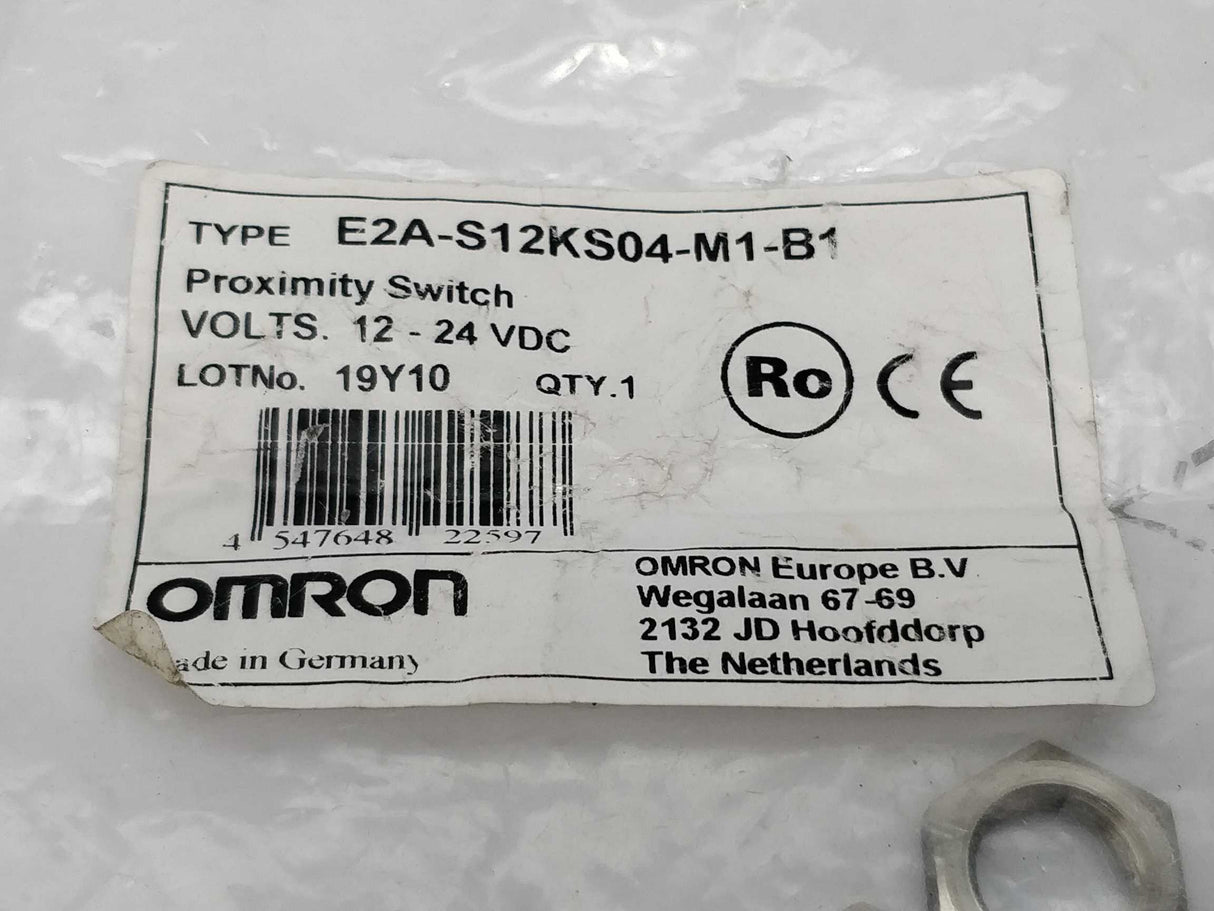 TYPE E2A-S12KS04-M1-B1
Proximity Switch
VOLTS. 12 - 24 VDC
LOTNo. 19Y10 QTY.1
Ro CE
4 547648 22597
OMRON
ade in Germany
OMRON Europe B.V
Wegalaan 67-69
2132 JD Hoofddorp
The Netherlands